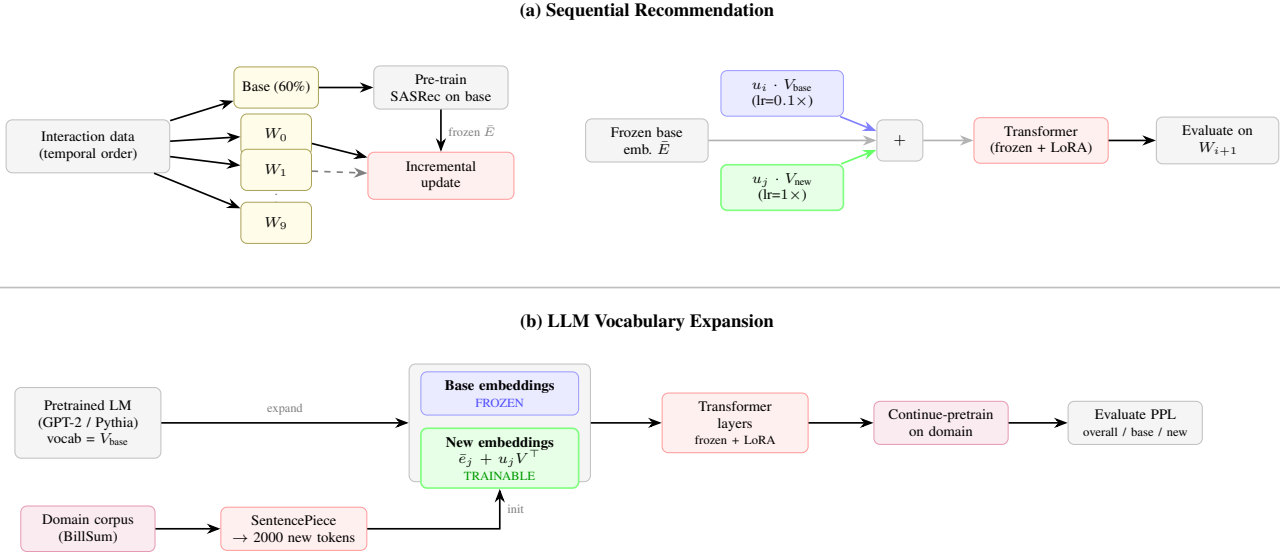 (a) Sequential Recommendation
Interaction data
(temporal order)
Base (60%)
W₀
W₁
W₉
Pre-train
SASRec on base
frozen Ē
Incremental
update
Frozen base
emb. Ē
uᵢ · V_base
(lr=0.1×)
uⱼ · V_new
(lr=1×)
+
Transformer
(frozen + LoRA)
Evaluate on
Wᵢ₊₁
(b) LLM Vocabulary Expansion
Pretrained LM
(GPT-2 / Pythia)
vocab = V_base
expand
Base embeddings
FROZEN
New embeddings
ēⱼ + uⱼV⊤
TRAINABLE
init
Domain corpus
(BillSum)
SentencePiece
→ 2000 new tokens
Transformer
layers
frozen + LoRA
Continue-pretrain
on domain
Evaluate PPL
overall / base / new